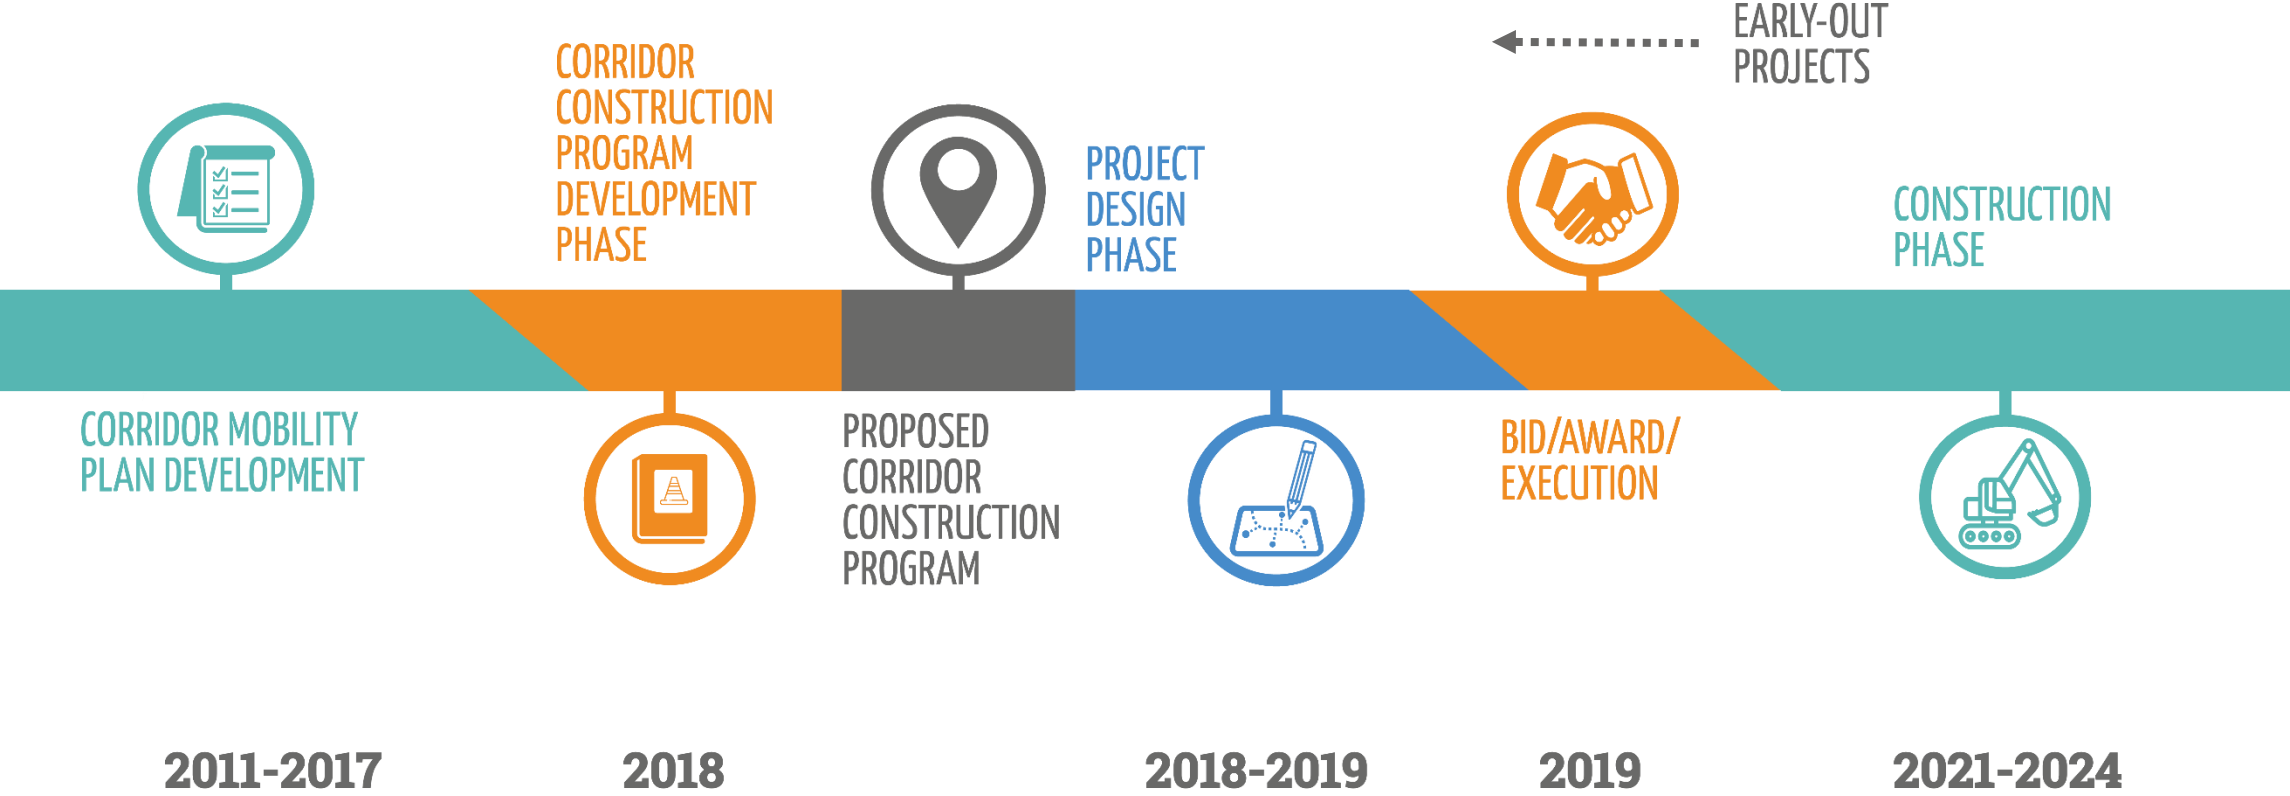 EARLY-OUT
PROJECTS
CORRIDOR
CONSTRUCTION
PROGRAM
DEVELOPMENT
PHASE
PROJECT
DESIGN
PHASE
CONSTRUCTION
PHASE
CORRIDOR MOBILITY
PLAN DEVELOPMENT
PROPOSED
CORRIDOR
CONSTRUCTION
PROGRAM
BID/AWARD/
EXECUTION
2011-2017
2018
2018-2019
2019
2021-2024